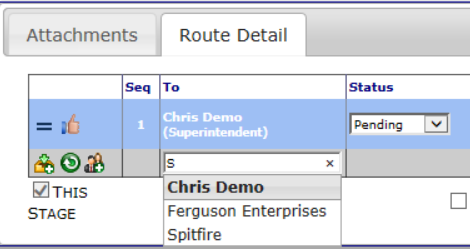 Attachments Route Detail
Seq To Status
1 Chris Demo (Superintendent) Pending
s ×
Chris Demo
Ferguson Enterprises
Spitfire
THIS
STAGE